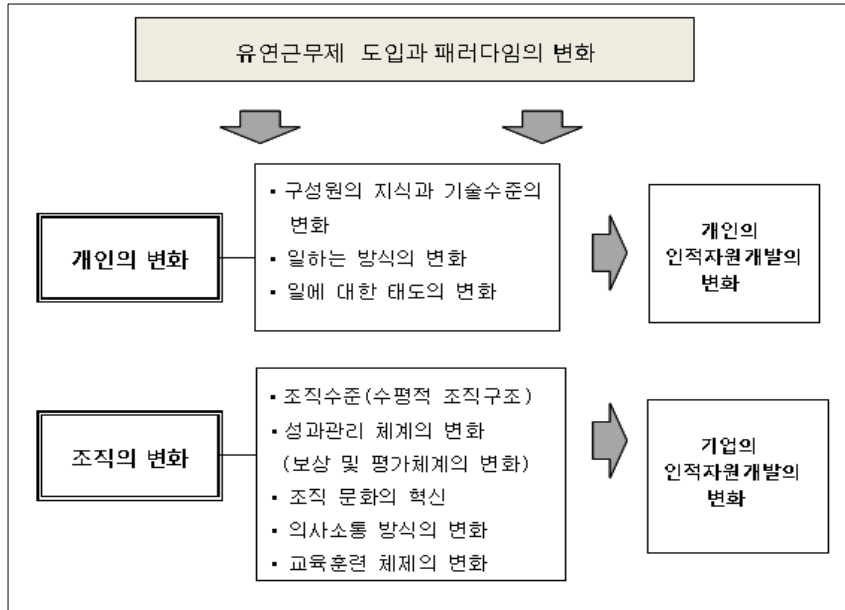 유연근무제 도입과 패러다임의 변화
개인의 변화
▪ 구성원의 지식과 기술수준의
변화
▪ 일하는 방식의 변화
▪ 일에 대한 태도의 변화
개인의
인적자원개발의
변화
조직의 변화
▪ 조직수준(수평적 조직구조)
▪ 성과관리 체계의 변화
(보상 및 평가체계의 변화)
▪ 조직 문화의 혁신
▪ 의사소통 방식의 변화
▪ 교육훈련 체제의 변화
기업의
인적자원개발의
변화